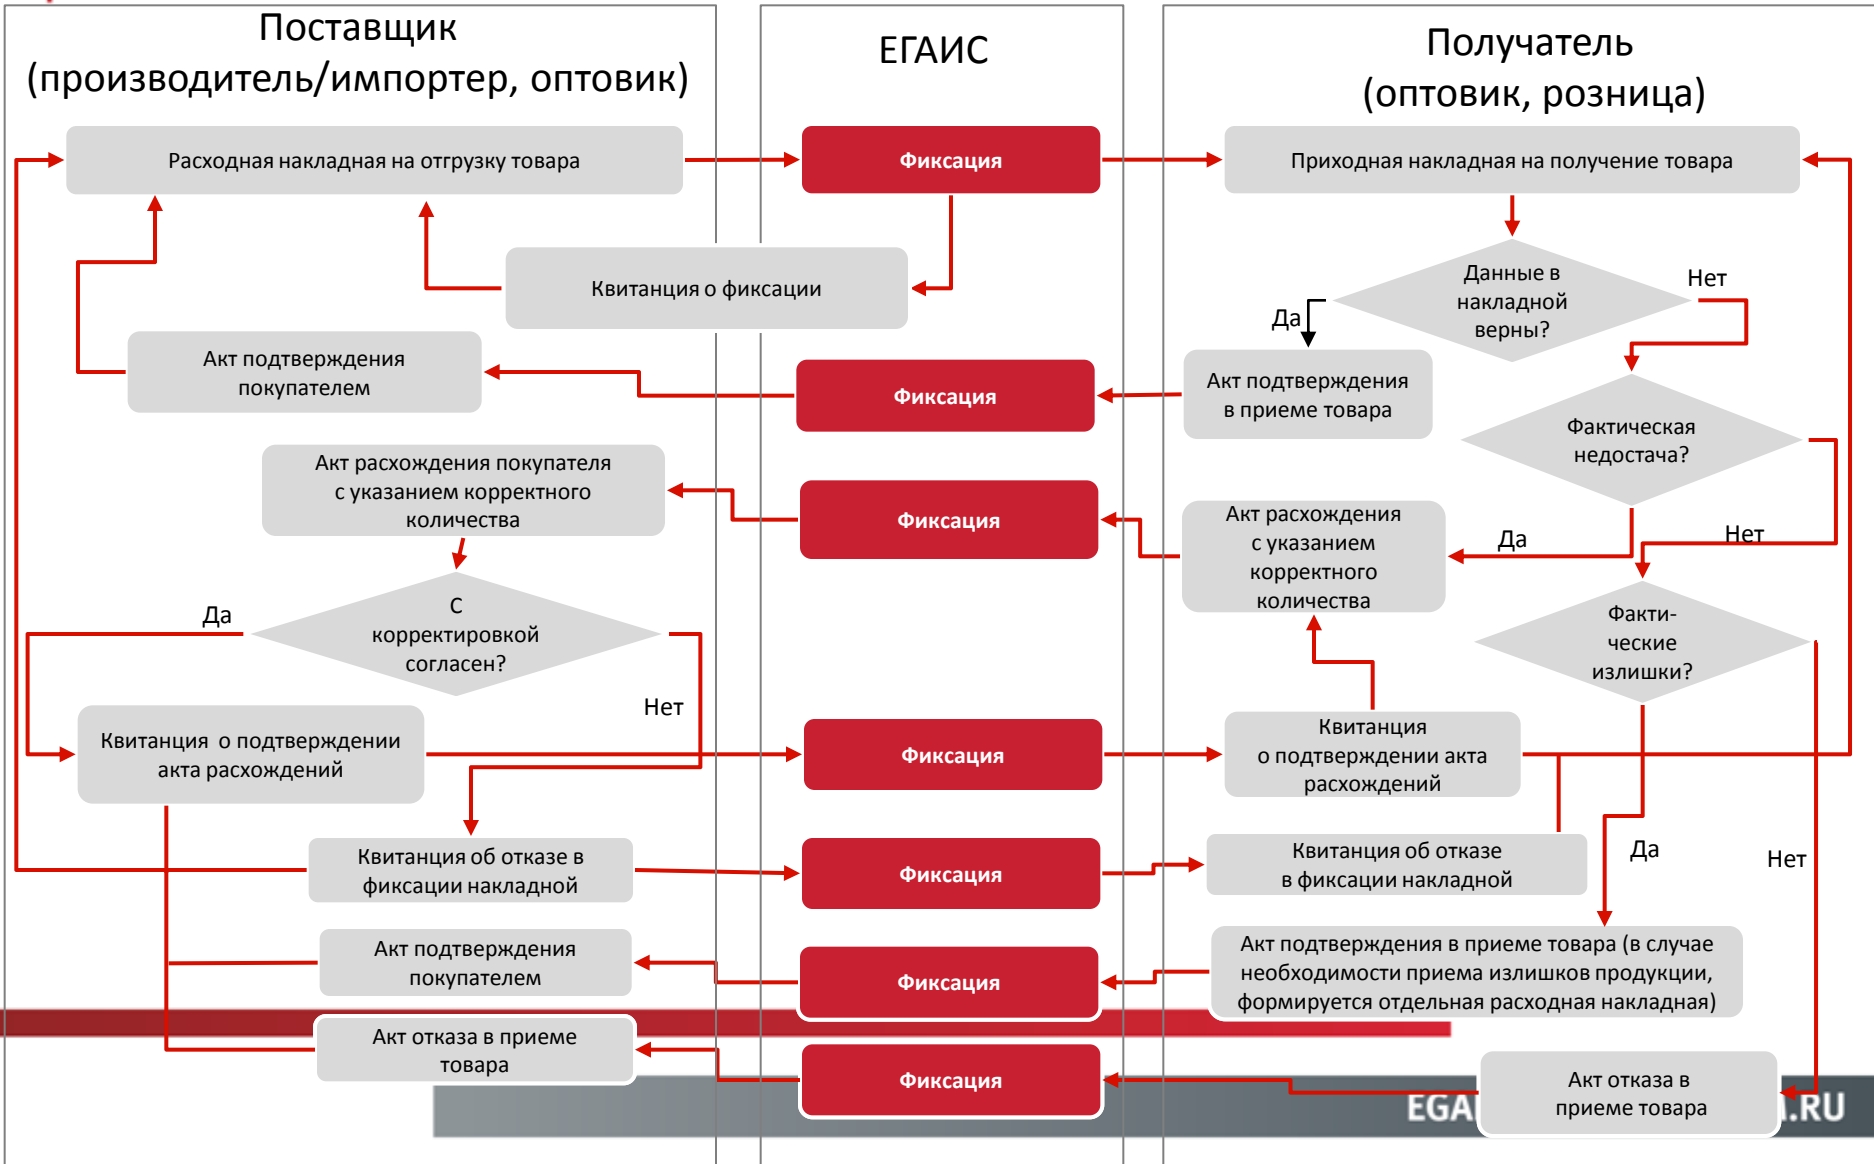 Поставщик
(производитель/импортер, оптовик)
ЕГАИС
Получатель
(оптовик, розница)
Расходная накладная на отгрузку товара
Фиксация
Приходная накладная на получение товара
Квитанция о фиксации
Данные в
накладной
верны?
Нет
Да
Акт подтверждения
покупателем
Фиксация
Акт подтверждения
в приеме товара
Фактическая
недостача?
Акт расхождения покупателя
с указанием корректного
количества
Фиксация
Акт расхождения
с указанием
корректного
количества
Да
Нет
С
корректировкой
согласен?
Да
Нет
Факти-
ческие
излишки?
Квитанция о подтверждении
акта расхождений
Фиксация
Квитанция
о подтверждении акта
расхождений
Квитанция об отказе в
фиксации накладной
Фиксация
Квитанция об отказе
в фиксации накладной
Да
Нет
Акт подтверждения
покупателем
Фиксация
Акт подтверждения в приеме товара (в случае
необходимости приема излишков продукции,
формируется отдельная расходная накладная)
Акт отказа в приеме
товара
Фиксация
Акт отказа в
приеме товара
.RU